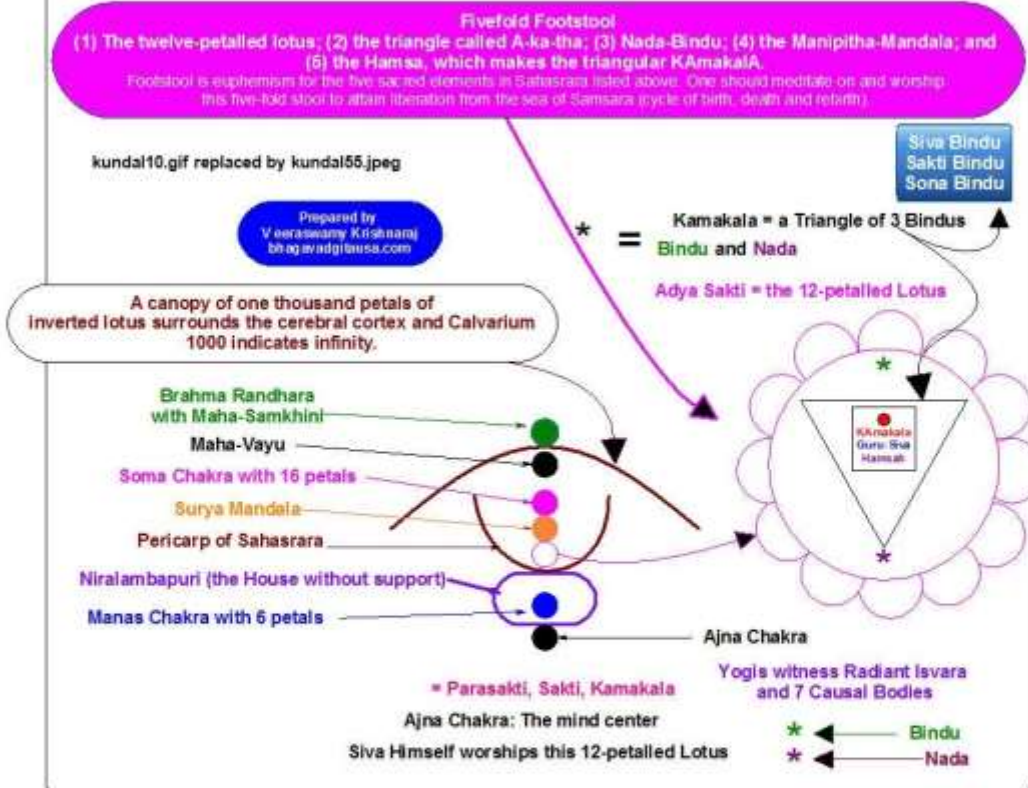 Fivefold Footstool
(1) The twelve-petalled lotus; (2) the triangle called A-ka-tha; (3) Nada-Bindu; (4) the Manipitha-Mandala; and
(5) the Hamsa, which makes the triangular KAmakalA.
Footstool is euphemism for the five sacred elements in Sahasrara listed above. One should meditate on and worship
this five-fold stool to attain liberation from the sea of Samsara (cycle of birth, death and rebirth).
kundal10.gif replaced by kundal55.jpeg
Siva Bindu
Sakti Bindu
Sona Bindu
Prepared by
Veeraswamy Krishnaraj
bhagavadgitausa.com
* = Kamakala = a Triangle of 3 Bindus
Bindu and Nada
Adya Sakti = the 12-petalled Lotus
A canopy of one thousand petals of
inverted lotus surrounds the cerebral cortex and Calvarium
1000 indicates infinity.
Brahma Randhara
with Maha-Samkhini
Maha-Vayu
Soma Chakra with 16 petals
Surya Mandala
Pericarp of Sahasrara
Niralambapuri (the House without support)
Manas Chakra with 6 petals
Ajna Chakra
*
KAmakala
Guru-Siva
Hamsah
*
= Parasakti, Sakti, Kamakala
Ajna Chakra: The mind center
Siva Himself worships this 12-petalled Lotus
Yogis witness Radiant Isvara
and 7 Causal Bodies
* Bindu
* Nada